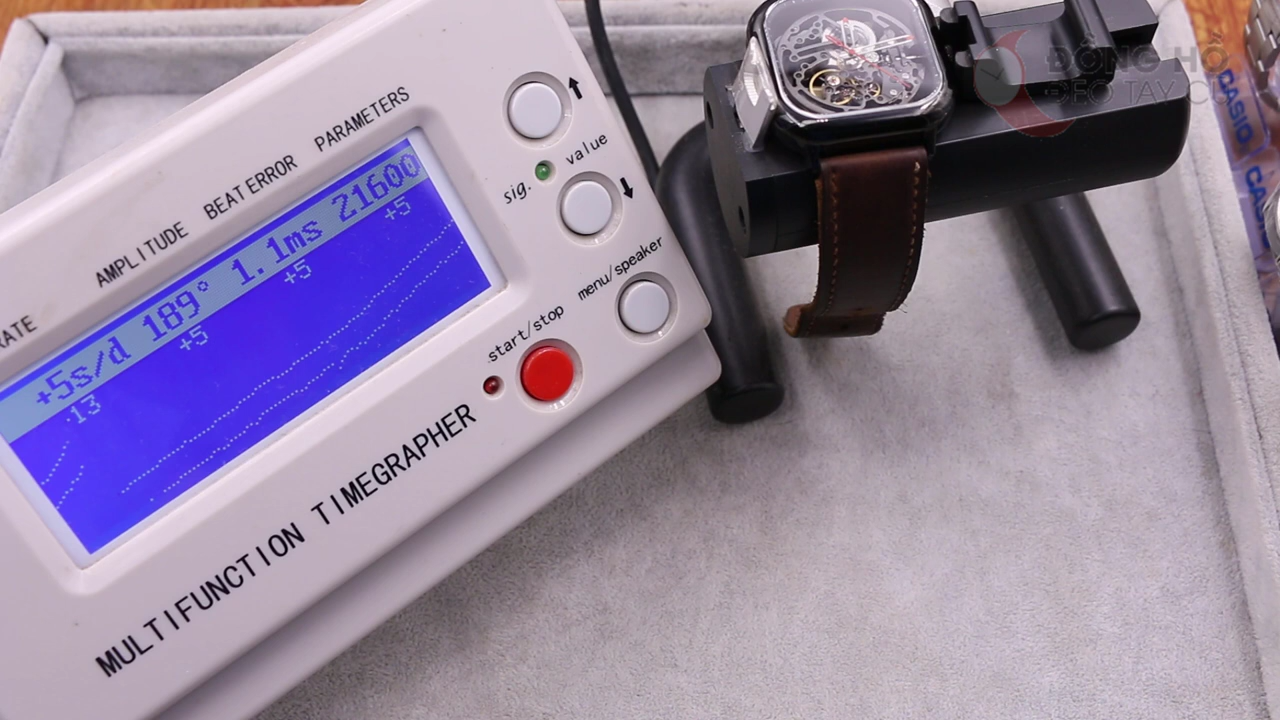 RATE AMPLITUDE BEAT ERROR PARAMETERS
+5s/d 189° 1.1ms 21600
-13 +5 +5 +5
sig. value
menu/speaker
start/stop
MULTIFUNCTION TIMEGRAPHER
ĐỒNG HỒ
ĐEO TAY CŨ
CASIO